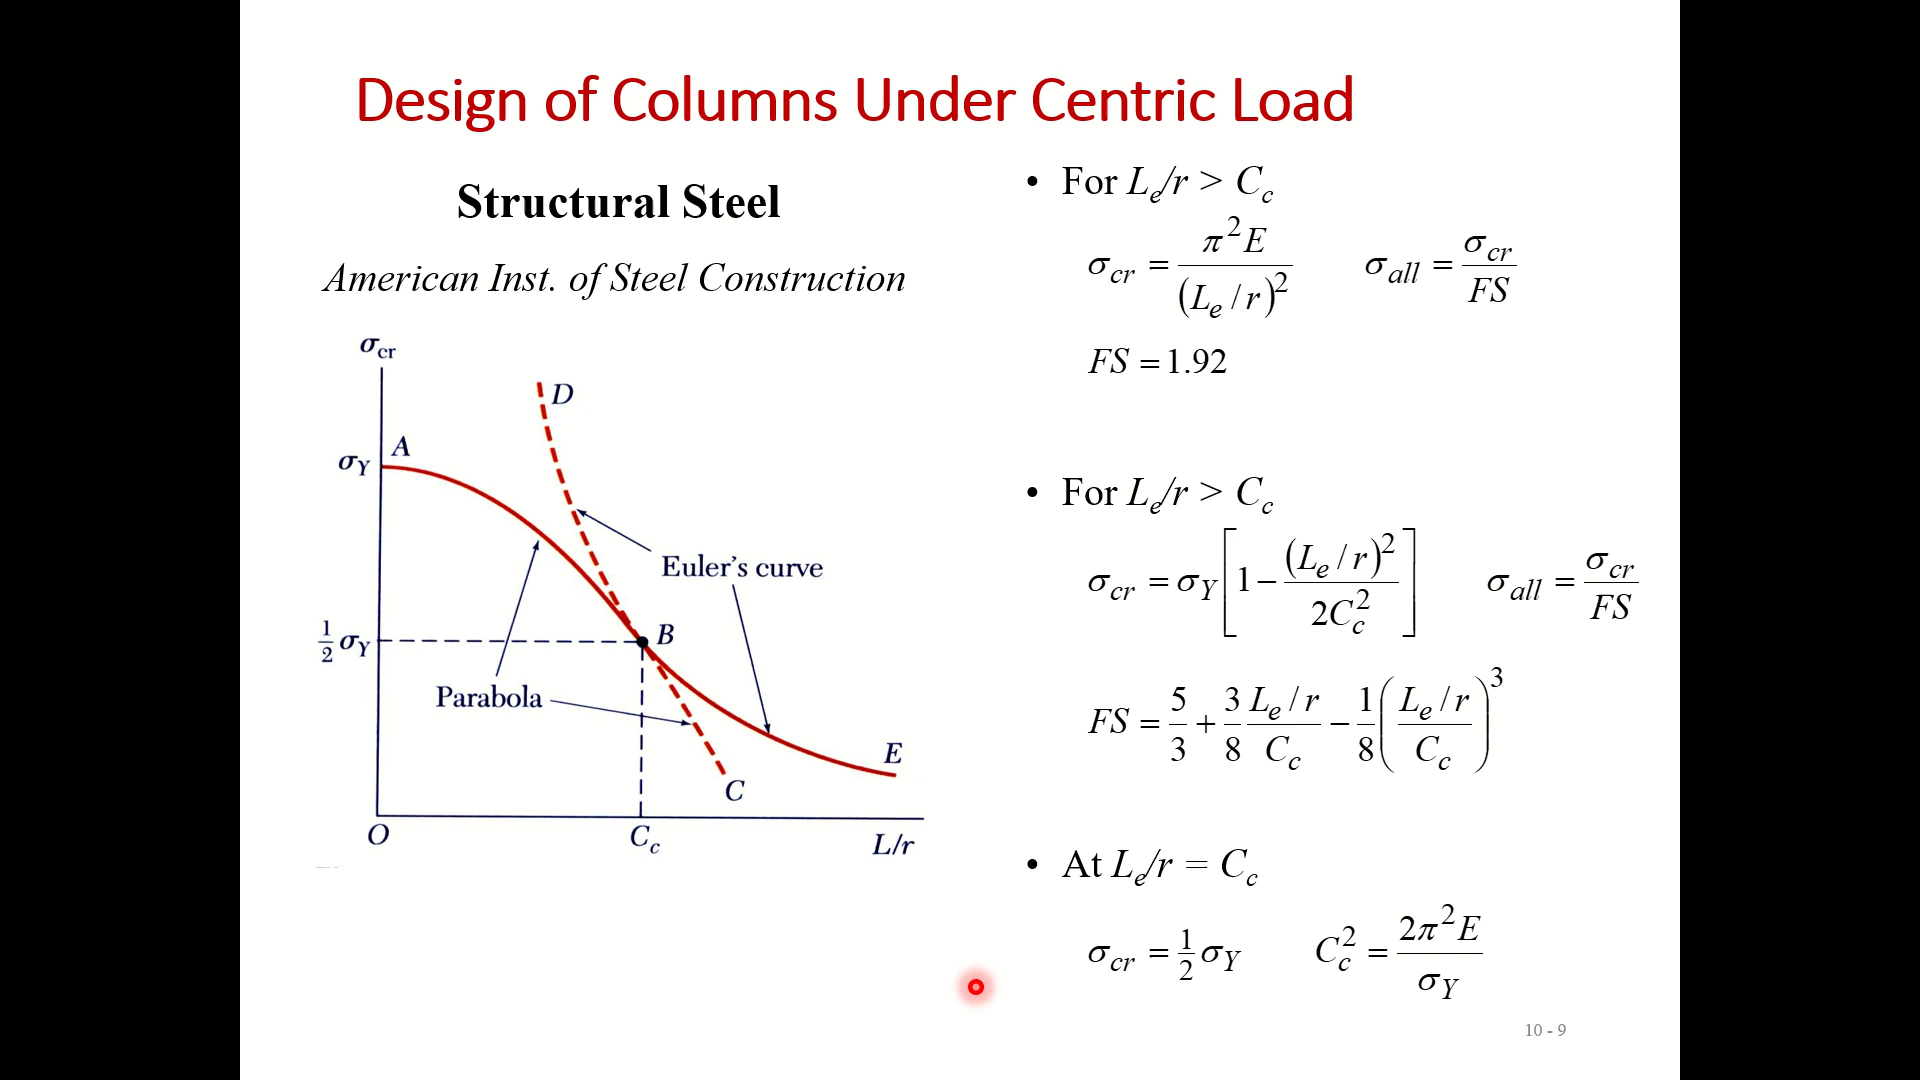 Design of Columns Under Centric Load
Structural Steel
American Inst. of Steel Construction
σcr
D
A
σY
Euler's curve
½ σY
B
Parabola
E
C
O
Cc
L/r
• For Le/r > Cc
σcr = π²E / (Le / r)²    σall = σcr / FS
FS = 1.92
• For Le/r > Cc
σcr = σY [1 − (Le / r)² / 2Cc²]    σall = σcr / FS
FS = 5/3 + 3/8 (Le / r / Cc) − 1/8 (Le / r / Cc)³
• At Le/r = Cc
σcr = ½ σY    Cc² = 2π²E / σY
10 - 9